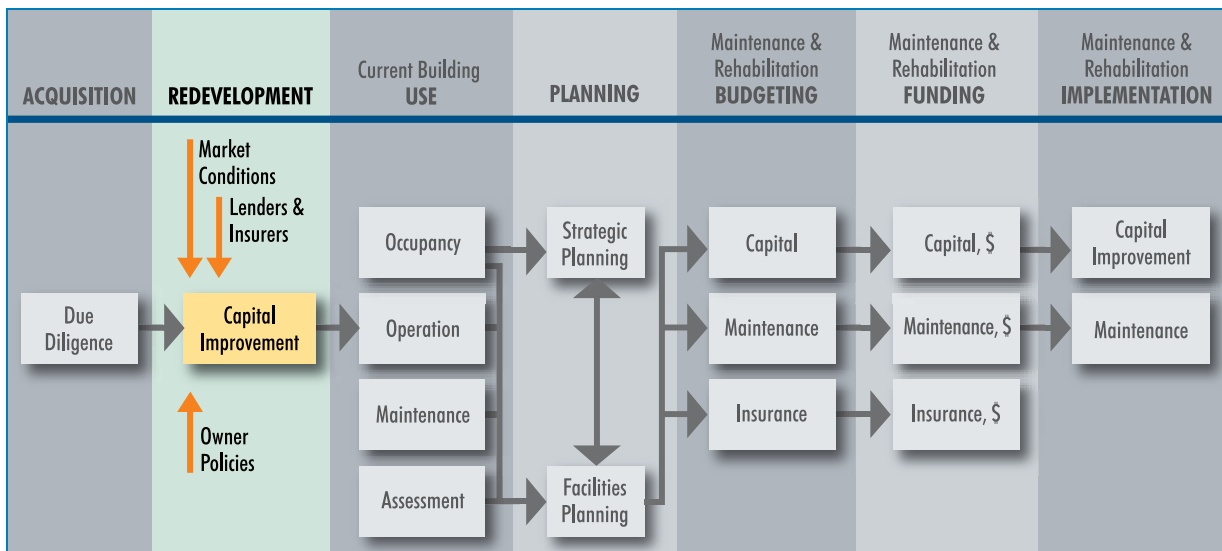 ACQUISITION
REDEVELOPMENT
Current Building
USE
PLANNING
Maintenance &
Rehabilitation
BUDGETING
Maintenance &
Rehabilitation
FUNDING
Maintenance &
Rehabilitation
IMPLEMENTATION
Market
Conditions
Lenders &
Insurers
Due
Diligence
Capital
Improvement
Owner
Policies
Occupancy
Operation
Maintenance
Assessment
Strategic
Planning
Facilities
Planning
Capital
Maintenance
Insurance
Capital, $
Maintenance, $
Insurance, $
Capital
Improvement
Maintenance